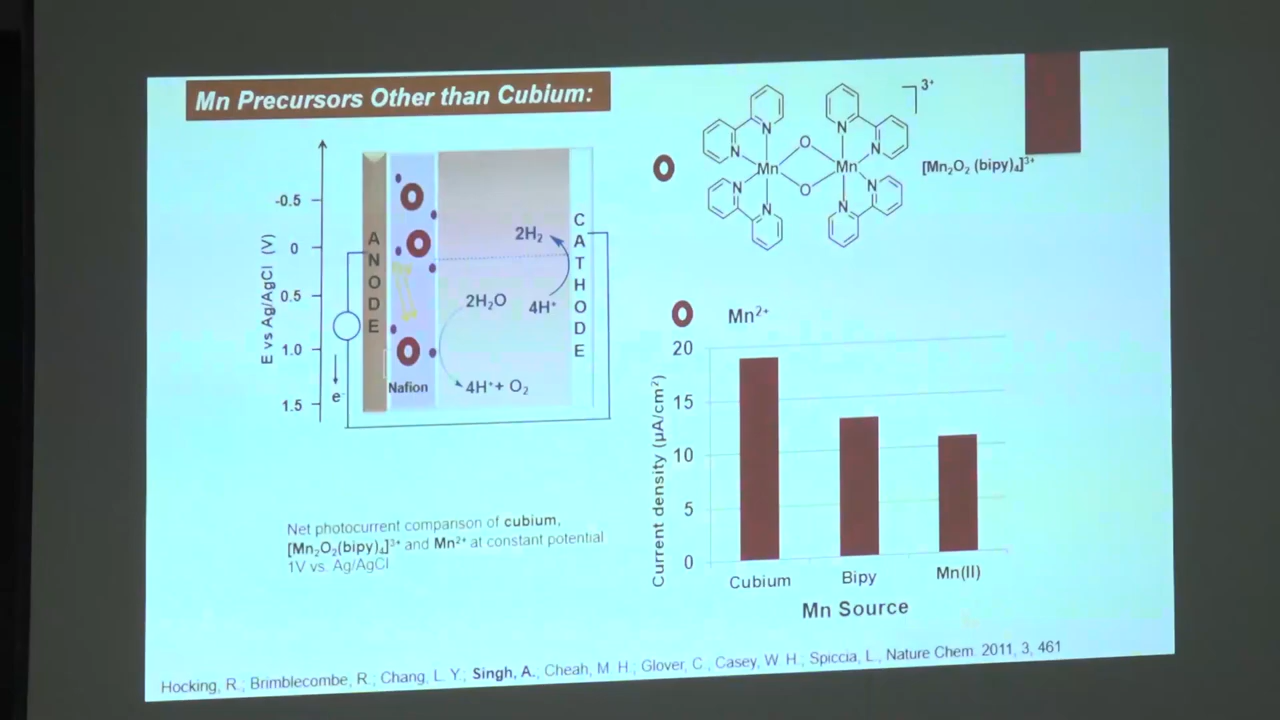 Mn Precursors Other than Cubium:
3+
[Mn₂O₂ (bipy)₄]³⁺
N
N
N
N
N
N
N
N
Mn
Mn
O
O
E vs Ag/AgCl (V)
-0.5
0
0.5
1.0
1.5
ANODE
e⁻
Nafion
2H₂
2H₂O
4H⁺
4H⁺+ O₂
CATHODE
Mn²⁺
Current density (µA/cm²)
20
15
10
5
0
Cubium
Bipy
Mn(II)
Mn Source
Net photocurrent comparison of cubium,
[Mn₂O₂(bipy)₄]³⁺ and Mn²⁺ at constant potential
1V vs. Ag/AgCl
Hocking, R.; Brimblecombe, R.; Chang, L. Y.; Singh, A.; Cheah, M. H.; Glover, C., Casey, W. H.; Spiccia, L., Nature Chem. 2011, 3, 461